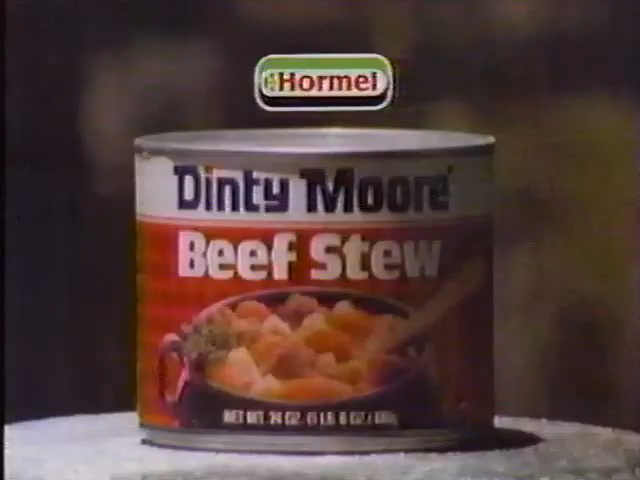 Hormel
Dinty Moore
Beef Stew
NET WT. 24 OZ. (1 LB. 8 OZ.)